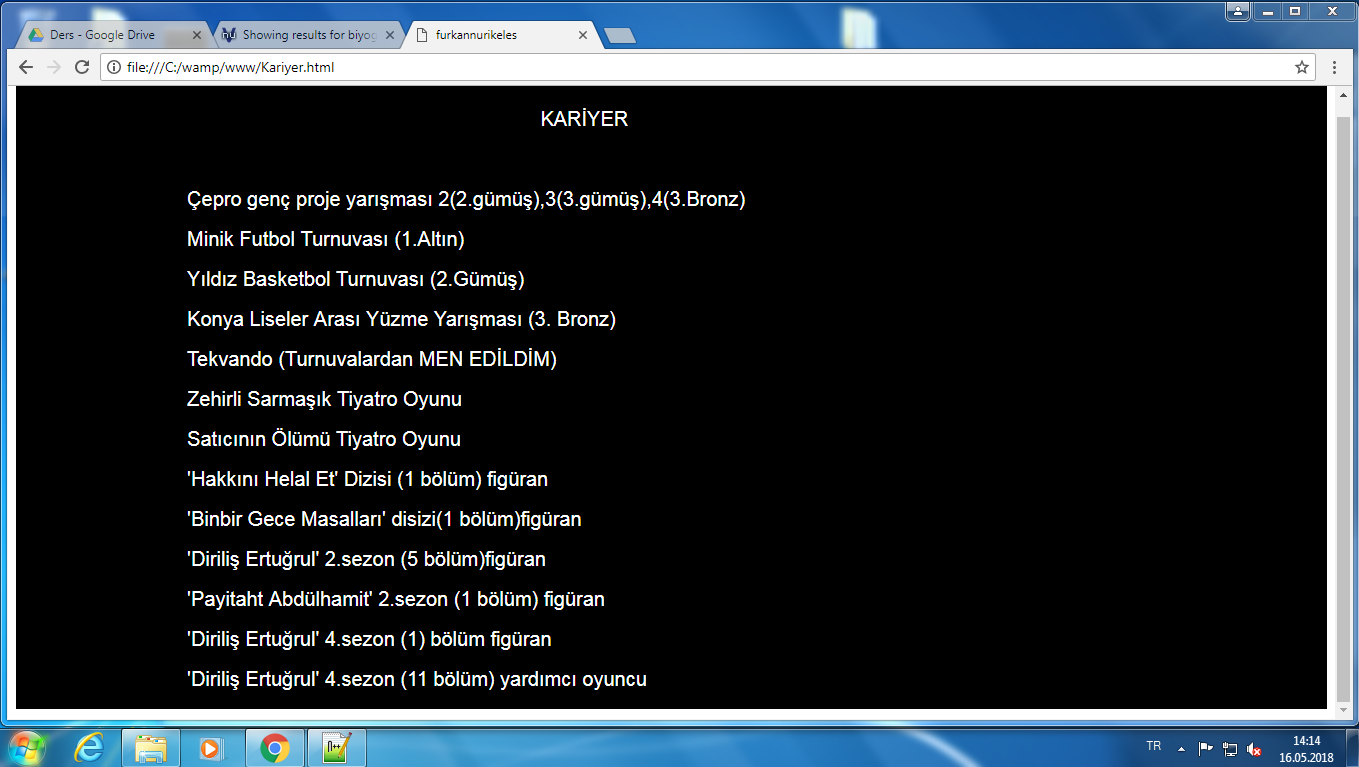 Ders - Google Drive
Showing results for biyog
furkannurikeles
file:///C:/wamp/www/Kariyer.html
KARİYER
Çepro genç proje yarışması 2(2.gümüş),3(3.gümüş),4(3.Bronz)
Minik Futbol Turnuvası (1.Altın)
Yıldız Basketbol Turnuvası (2.Gümüş)
Konya Liseler Arası Yüzme Yarışması (3. Bronz)
Tekvando (Turnuvalardan MEN EDİLDİM)
Zehirli Sarmaşık Tiyatro Oyunu
Satıcının Ölümü Tiyatro Oyunu
'Hakkını Helal Et' Dizisi (1 bölüm) figüran
'Binbir Gece Masalları' disizi(1 bölüm)figüran
'Diriliş Ertuğrul' 2.sezon (5 bölüm)figüran
'Payitaht Abdülhamit' 2.sezon (1 bölüm) figüran
'Diriliş Ertuğrul' 4.sezon (1) bölüm figüran
'Diriliş Ertuğrul' 4.sezon (11 bölüm) yardımcı oyuncu
TR
14:14
16.05.2018